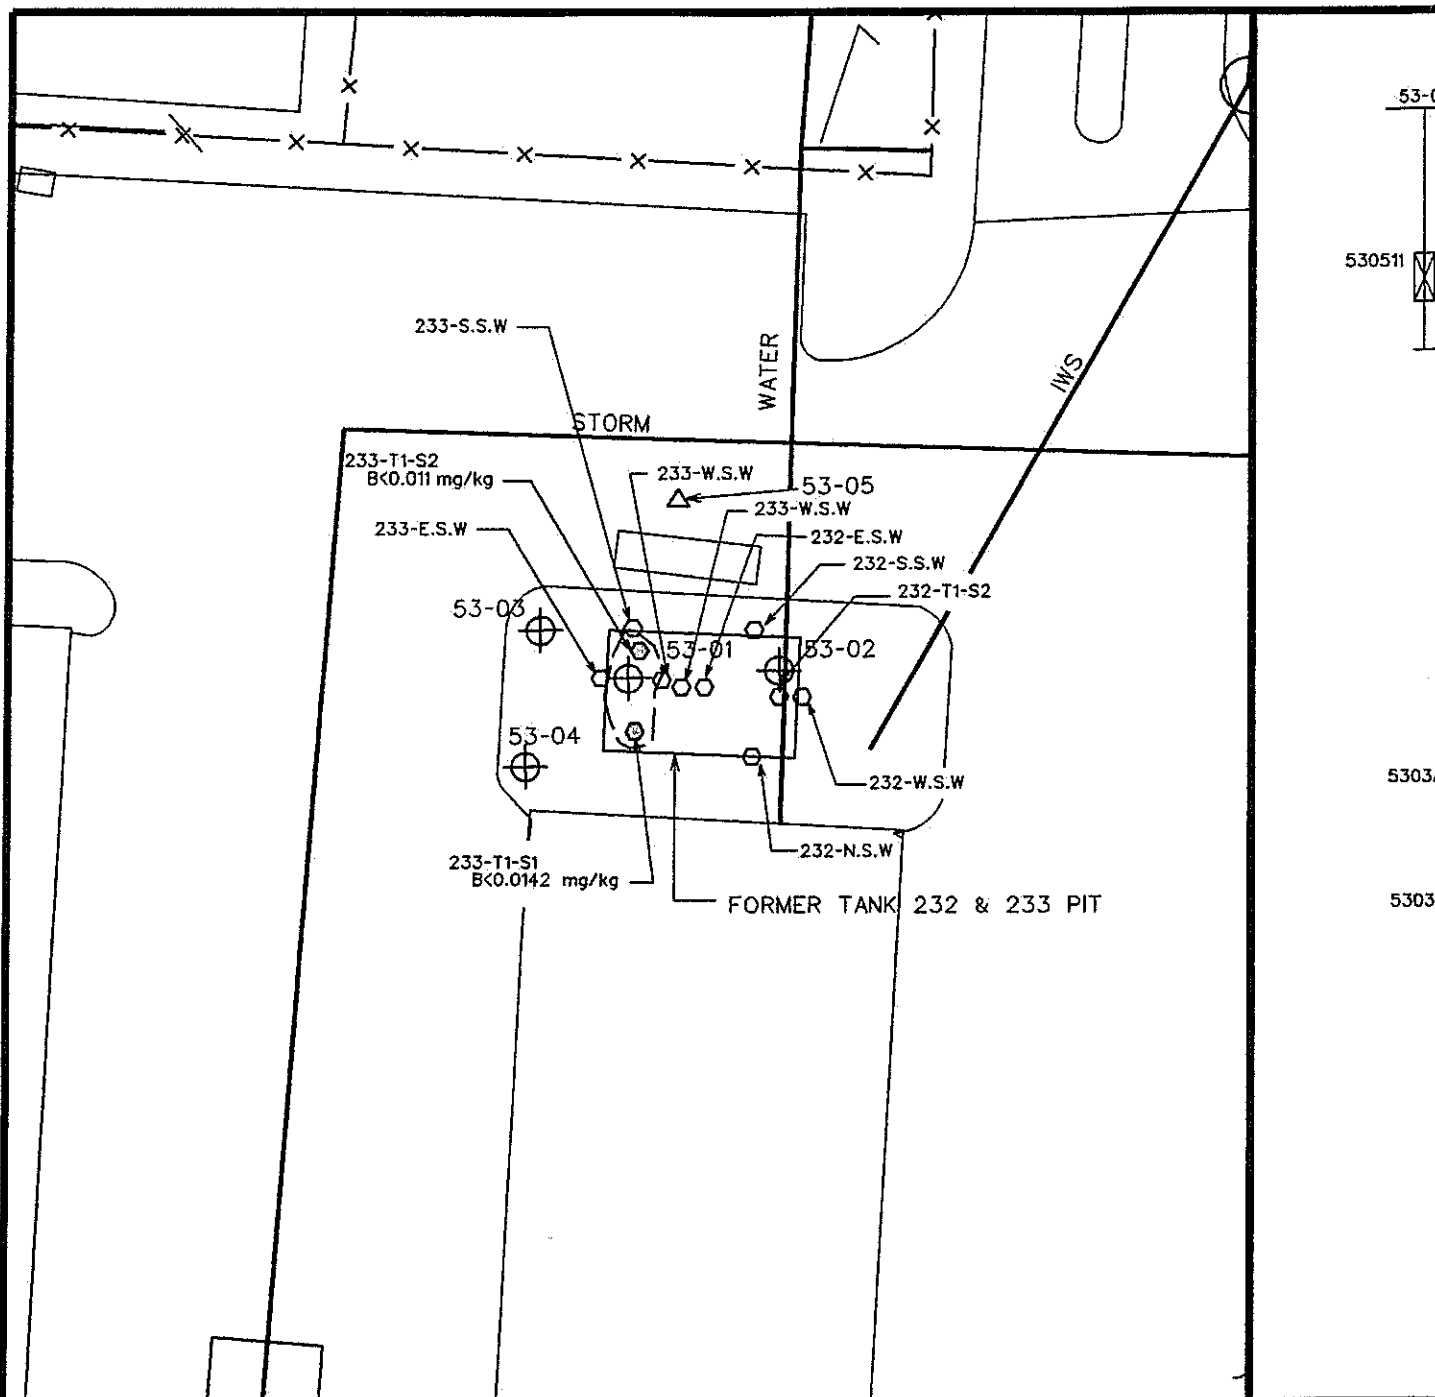 53-0
530511
233-S.S.W
WATER
IWS
STORM
233-T1-S2
B<0.011 mg/kg
233-W.S.W
53-05
233-W.S.W
233-E.S.W
232-E.S.W
232-S.S.W
232-T1-S2
53-03
53-01
53-02
53-04
232-W.S.W
5303
232-N.S.W
233-T1-S1
B<0.0142 mg/kg
FORMER TANK 232 & 233 PIT
5303